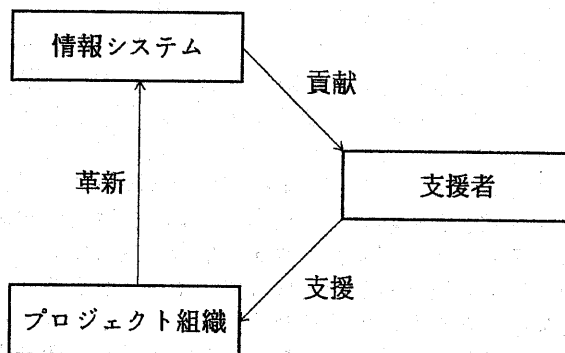 情報システム
貢献
革新
支援者
支援
プロジェクト組織